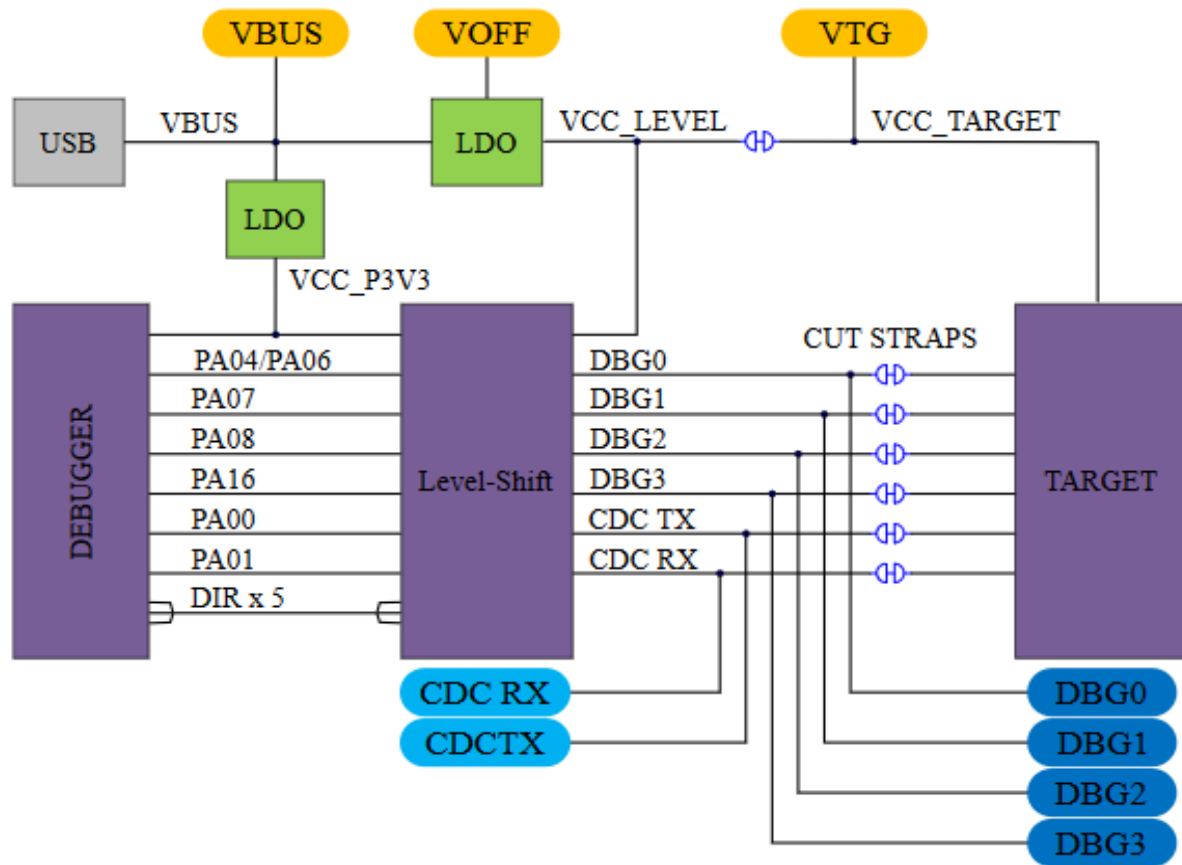 VBUS
VOFF
VTG
USB
VBUS
LDO
VCC_LEVEL
VCC_TARGET
LDO
VCC_P3V3
CUT STRAPS
DEBUGGER
PA04/PA06
PA07
PA08
PA16
PA00
PA01
DIR x 5
Level-Shift
DBG0
DBG1
DBG2
DBG3
CDC TX
CDC RX
TARGET
CDC RX
CDCTX
DBG0
DBG1
DBG2
DBG3